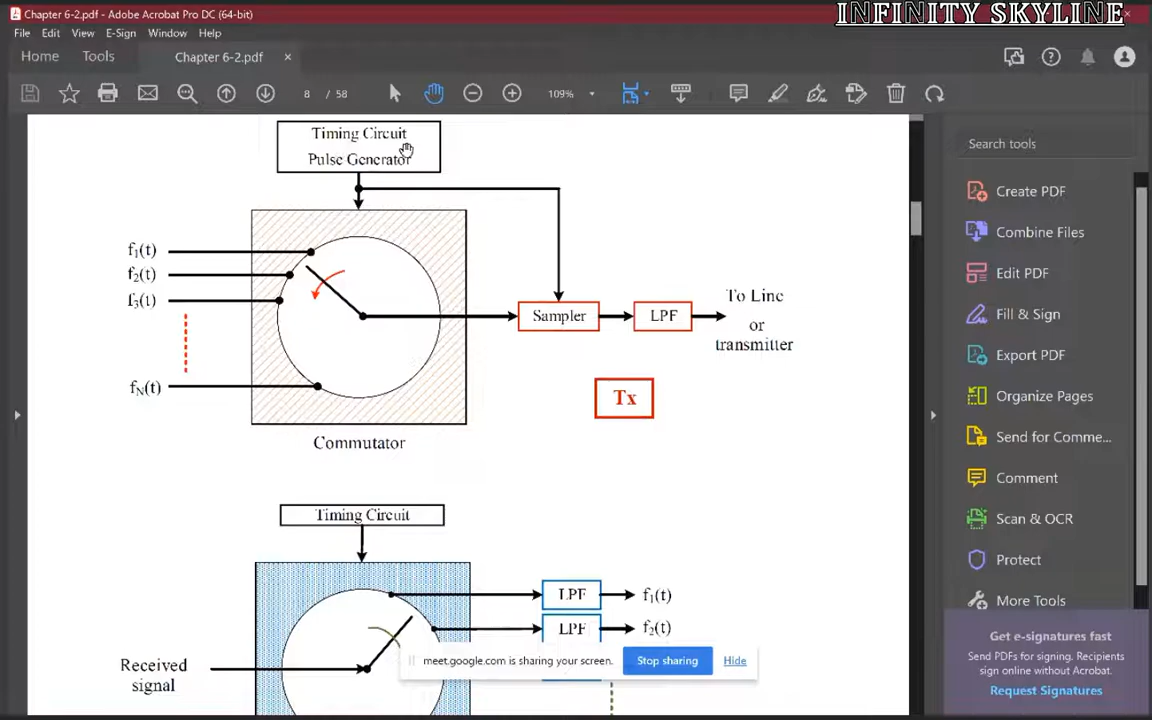 Chapter 6-2.pdf - Adobe Acrobat Pro DC (64-bit)
INFINITY SKYLINE
File Edit View E-Sign Window Help
Home Tools Chapter 6-2.pdf ×
8 / 58 109%
Timing Circuit
Pulse Generator
f1(t)
f2(t)
f3(t)
fN(t)
Sampler
LPF
To Line
or
transmitter
Tx
Commutator
Timing Circuit
Received
signal
LPF f1(t)
LPF f2(t)
meet.google.com is sharing your screen. Stop sharing Hide
Search tools
Create PDF
Combine Files
Edit PDF
Fill & Sign
Export PDF
Organize Pages
Send for Comme...
Comment
Scan & OCR
Protect
More Tools
Get e-signatures fast
Send PDFs for signing. Recipients
sign online without Acrobat.
Request Signatures